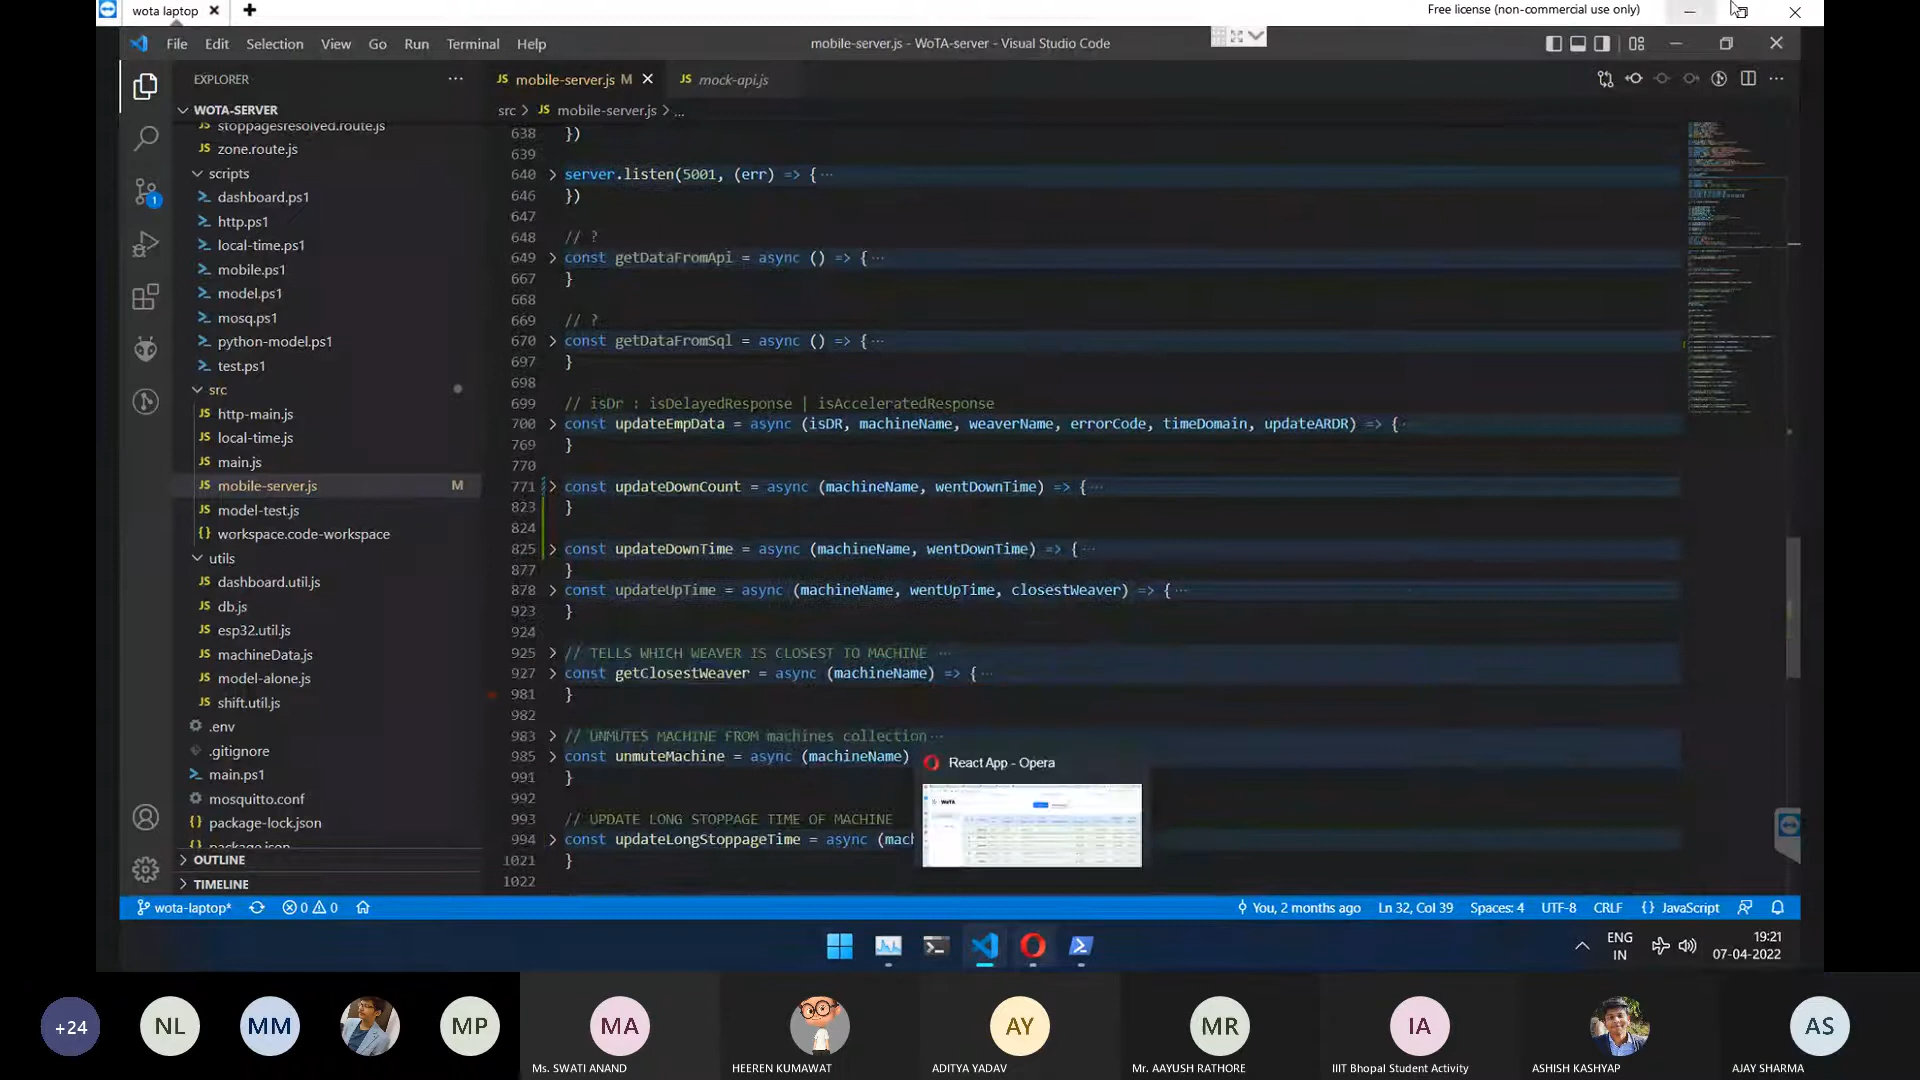 wota laptop
Free license (non-commercial use only)
File Edit Selection View Go Run Terminal Help
mobile-server.js - WoTA-server - Visual Studio Code
EXPLORER
mobile-server.js M
mock-api.js
WOTA-SERVER
src > JS mobile-server.js > ...
stoppagesresolved.route.js
zone.route.js
scripts
dashboard.ps1
http.ps1
local-time.ps1
mobile.ps1
model.ps1
mosq.ps1
python-model.ps1
test.ps1
src
http-main.js
local-time.js
main.js
mobile-server.js M
model-test.js
workspace.code-workspace
utils
dashboard.util.js
db.js
esp32.util.js
machineData.js
model-alone.js
shift.util.js
.env
.gitignore
main.ps1
mosquitto.conf
package-lock.json
package.json
OUTLINE
TIMELINE
638 })
639
640 server.listen(5001, (err) => { ···
646 })
647
648 // ?
649 const getDataFromApi = async () => { ···
667 }
668
669 // ?
670 const getDataFromSql = async () => { ···
697 }
698
699 // isDr : isDelayedResponse | isAcceleratedResponse
700 const updateEmpData = async (isDR, machineName, weaverName, errorCode, timeDomain, updateARDR) => { ···
769 }
770
771 const updateDownCount = async (machineName, wentDownTime) => { ···
823 }
824
825 const updateDownTime = async (machineName, wentDownTime) => { ···
877 }
878 const updateUpTime = async (machineName, wentUpTime, closestWeaver) => { ···
923 }
924
925 // TELLS WHICH WEAVER IS CLOSEST TO MACHINE ···
927 const getClosestWeaver = async (machineName) => { ···
981 }
982
983 // UNMUTES MACHINE FROM machines collection ···
985 const unmuteMachine = async (machineName)
991 }
992
993 // UPDATE LONG STOPPAGE TIME OF MACHINE
994 const updateLongStoppageTime = async (mach
1021 }
1022
React App - Opera
WoTA
wota-laptop* 0 0
You, 2 months ago Ln 32, Col 39 Spaces: 4 UTF-8 CRLF {} JavaScript
ENG
IN
19:21
07-04-2022
+24
NL
MM
MP
MA
AY
MR
IA
AS
Ms. SWATI ANAND
HEEREN KUMAWAT
ADITYA YADAV
Mr. AAYUSH RATHORE
IIIT Bhopal Student Activity
ASHISH KASHYAP
AJAY SHARMA